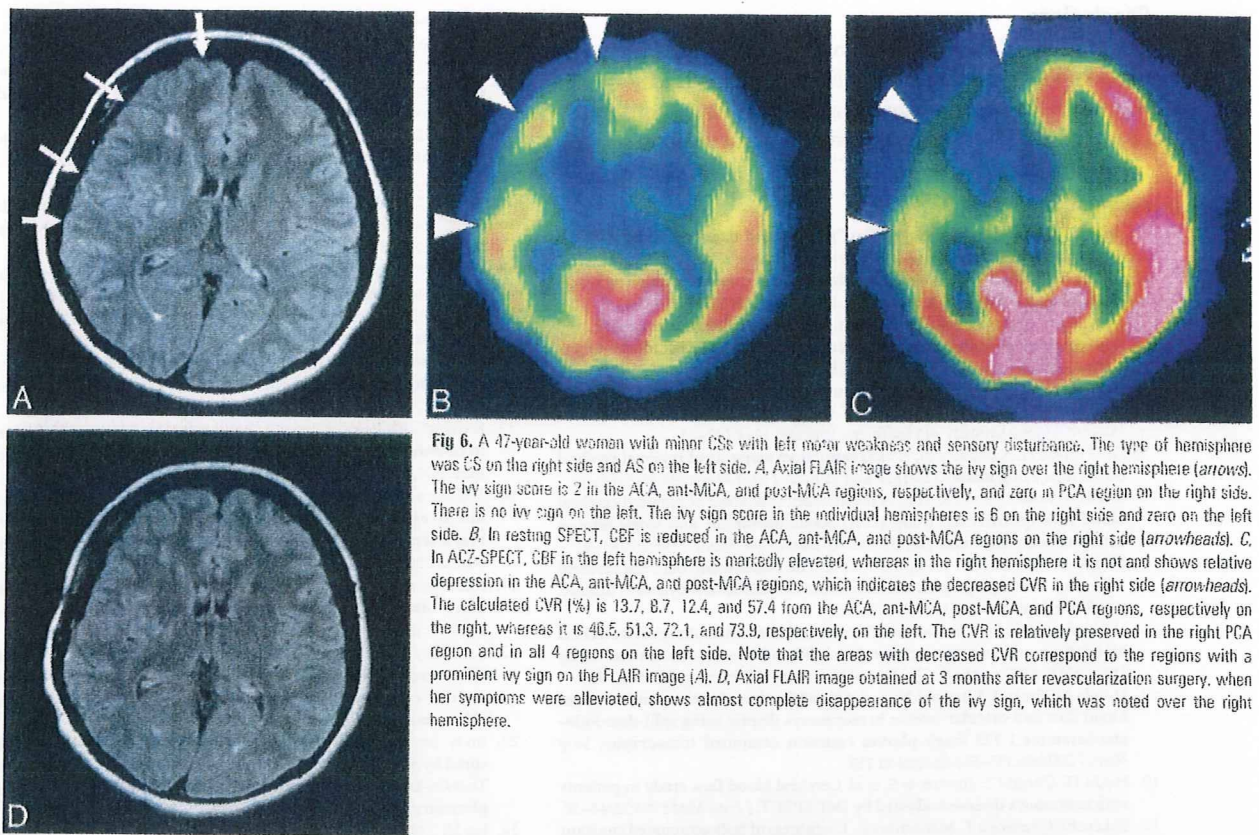 A
B
C
D
Fig 6. A 47-year-old woman with minor CSs with left motor weakness and sensory disturbance. The type of hemisphere
was CS on the right side and AS on the left side. A, Axial FLAIR image shows the ivy sign over the right hemisphere (arrows).
The ivy sign score is 2 in the ACA, ant-MCA, and post-MCA regions, respectively, and zero in PCA region on the right side.
There is no ivy sign on the left. The ivy sign score in the individual hemispheres is 6 on the right side and zero on the left
side. B, In resting SPECT, CBF is reduced in the ACA, ant-MCA, and post-MCA regions on the right side (arrowheads). C,
In ACZ-SPECT, CBF in the left hemisphere is markedly elevated, whereas in the right hemisphere it is not and shows relative
depression in the ACA, ant-MCA, and post-MCA regions, which indicates the decreased CVR in the right side (arrowheads).
The calculated CVR (%) is 13.7, 8.7, 12.4, and 57.4 from the ACA, ant-MCA, post-MCA, and PCA regions, respectively on
the right, whereas it is 46.5, 51.3, 72.1, and 73.9, respectively, on the left. The CVR is relatively preserved in the right PCA
region and in all 4 regions on the left side. Note that the areas with decreased CVR correspond to the regions with a
prominent ivy sign on the FLAIR image (A). D, Axial FLAIR image obtained at 3 months after revascularization surgery, when
her symptoms were alleviated, shows almost complete disappearance of the ivy sign, which was noted over the right
hemisphere.